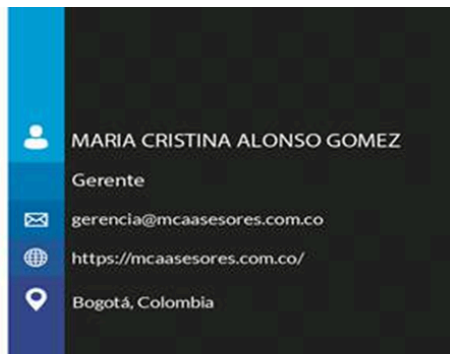 MARIA CRISTINA ALONSO GOMEZ
Gerente
gerencia@mcaasesores.com.co
https://mcaasesores.com.co/
Bogotá, Colombia